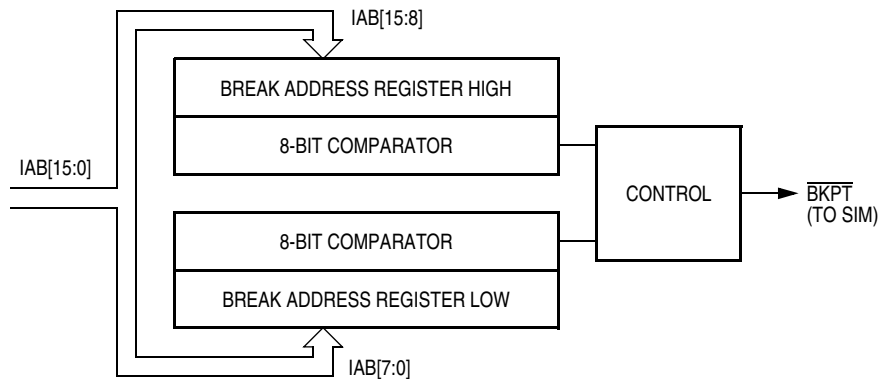 IAB[15:8]
BREAK ADDRESS REGISTER HIGH
8-BIT COMPARATOR
IAB[15:0]
CONTROL
BKPT
(TO SIM)
8-BIT COMPARATOR
BREAK ADDRESS REGISTER LOW
IAB[7:0]